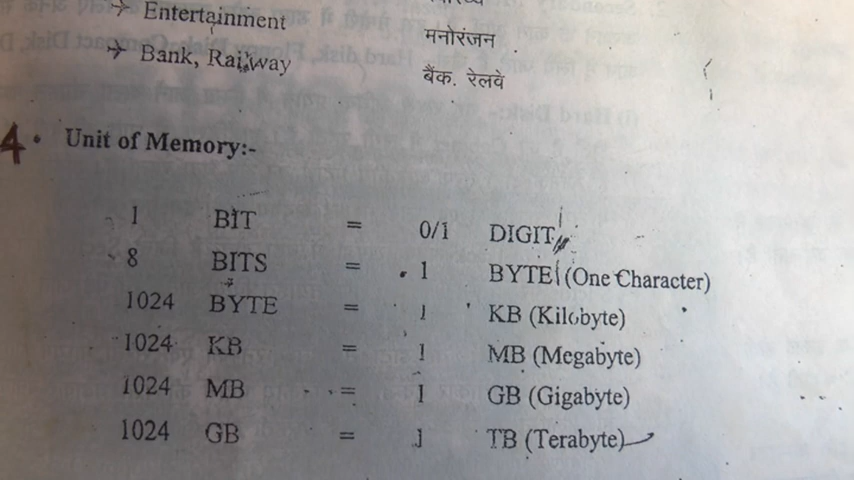 → Entertainment मनोरंजन
→ Bank, Railway बैंक. रेलवे
4. Unit of Memory:-
1 BIT = 0/1 DIGIT
8 BITS = 1 BYTE (One Character)
1024 BYTE = 1 KB (Kilobyte)
1024 KB = 1 MB (Megabyte)
1024 MB = 1 GB (Gigabyte)
1024 GB = 1 TB (Terabyte)